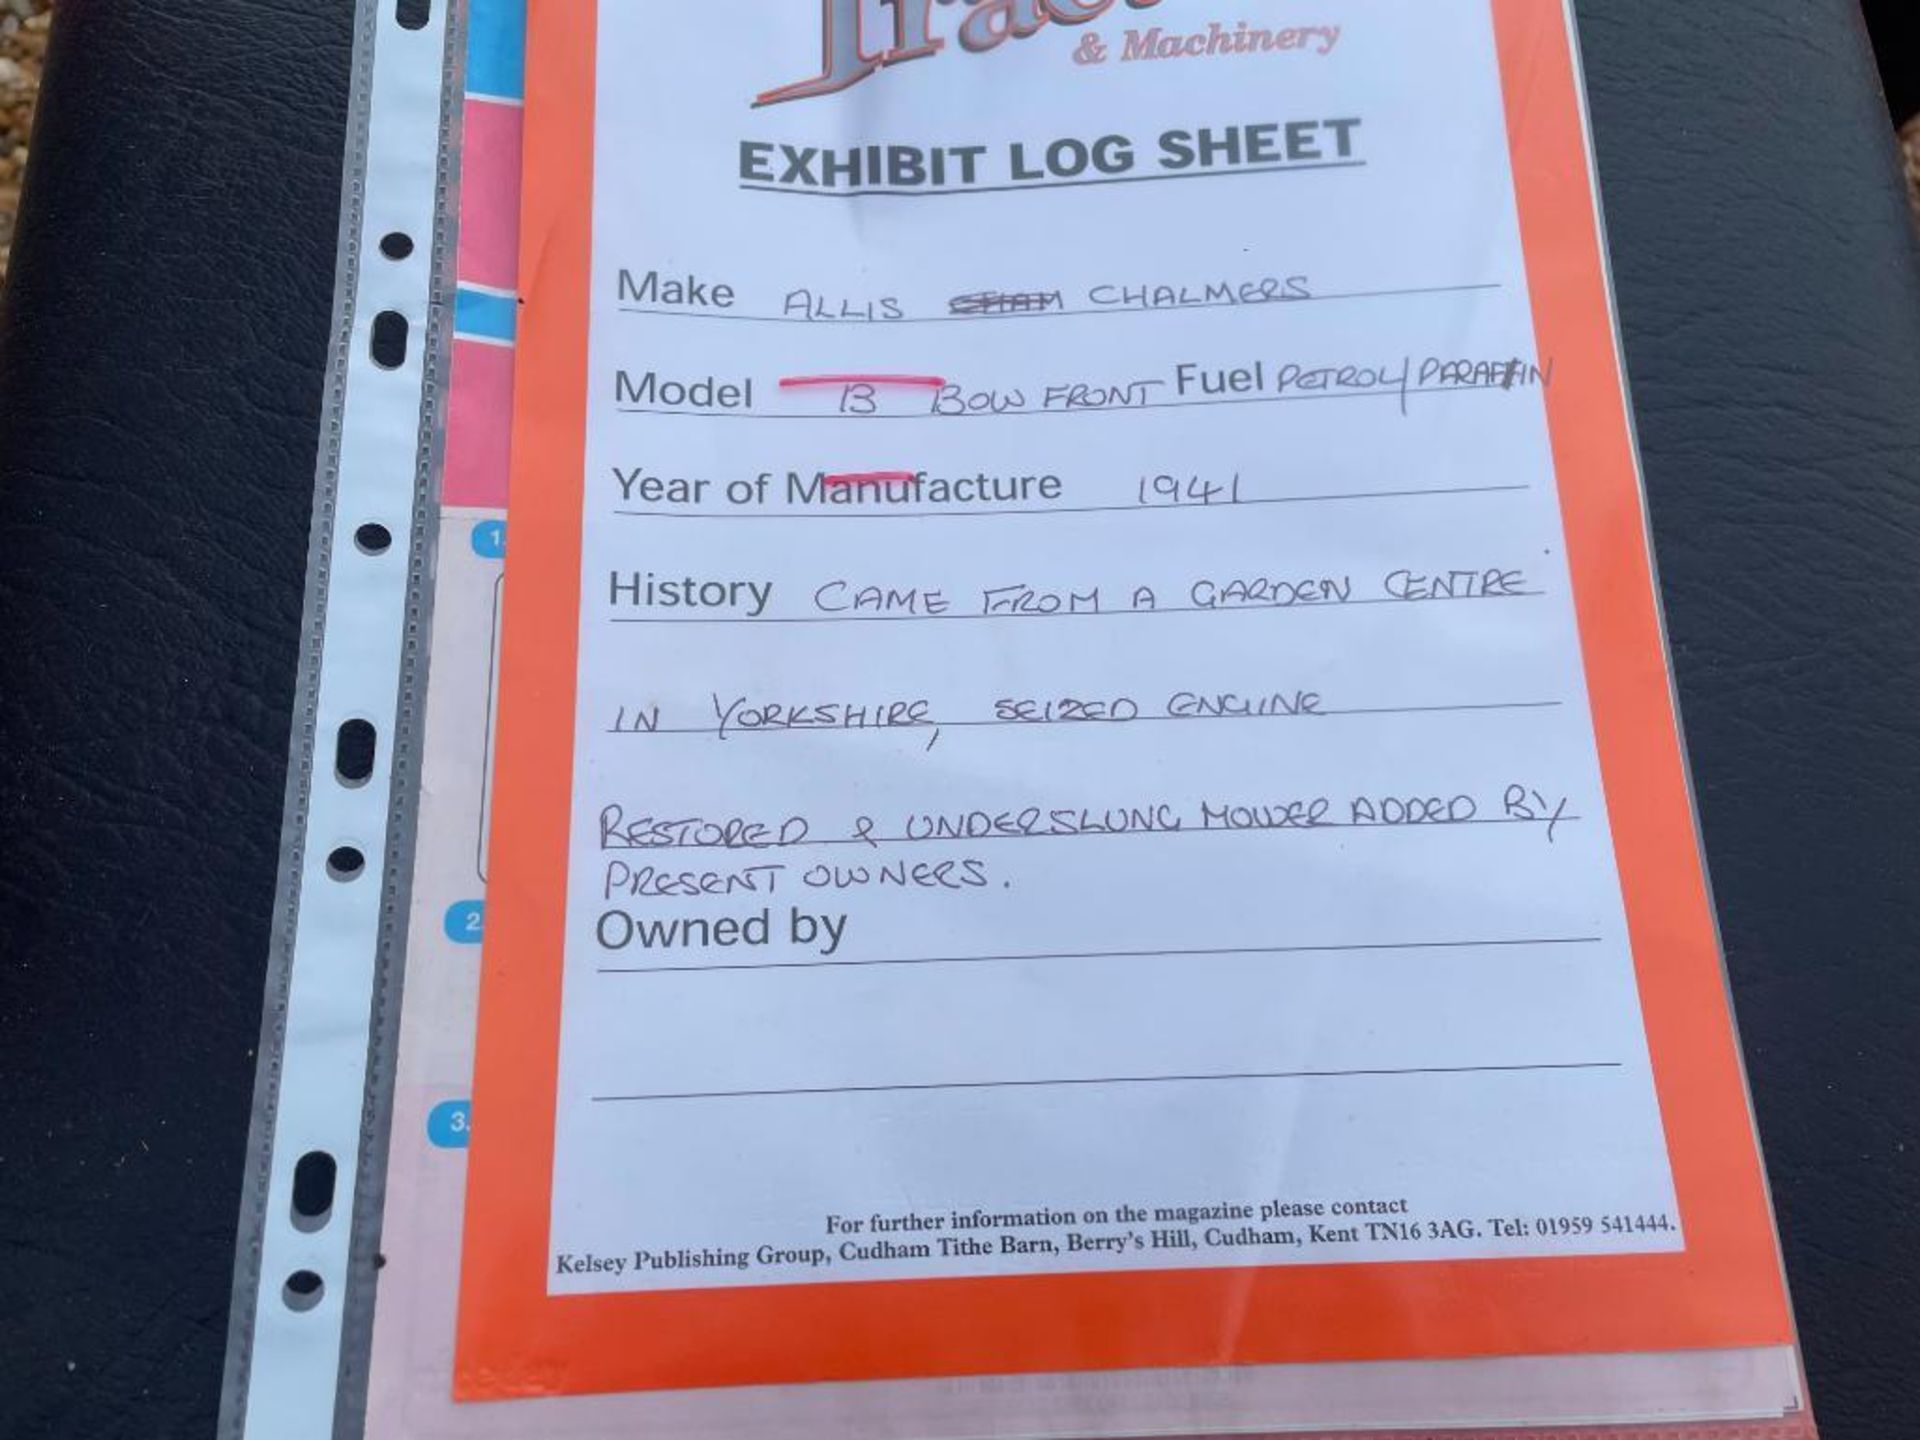 & Machinery
EXHIBIT LOG SHEET
Make ALLIS CHALMERS
Model B BOW FRONT Fuel PETROL/PARAFFIN
Year of Manufacture 1941
History CAME FROM A GARDEN CENTRE
IN YORKSHIRE, SEIZED ENGINE
RESTORED & UNDERSLUNG MOWER ADDED BY
PRESENT OWNERS.
Owned by
For further information on the magazine please contact
Kelsey Publishing Group, Cudham Tithe Barn, Berry's Hill, Cudham, Kent TN16 3AG. Tel: 01959 541444.
1.
2
3.